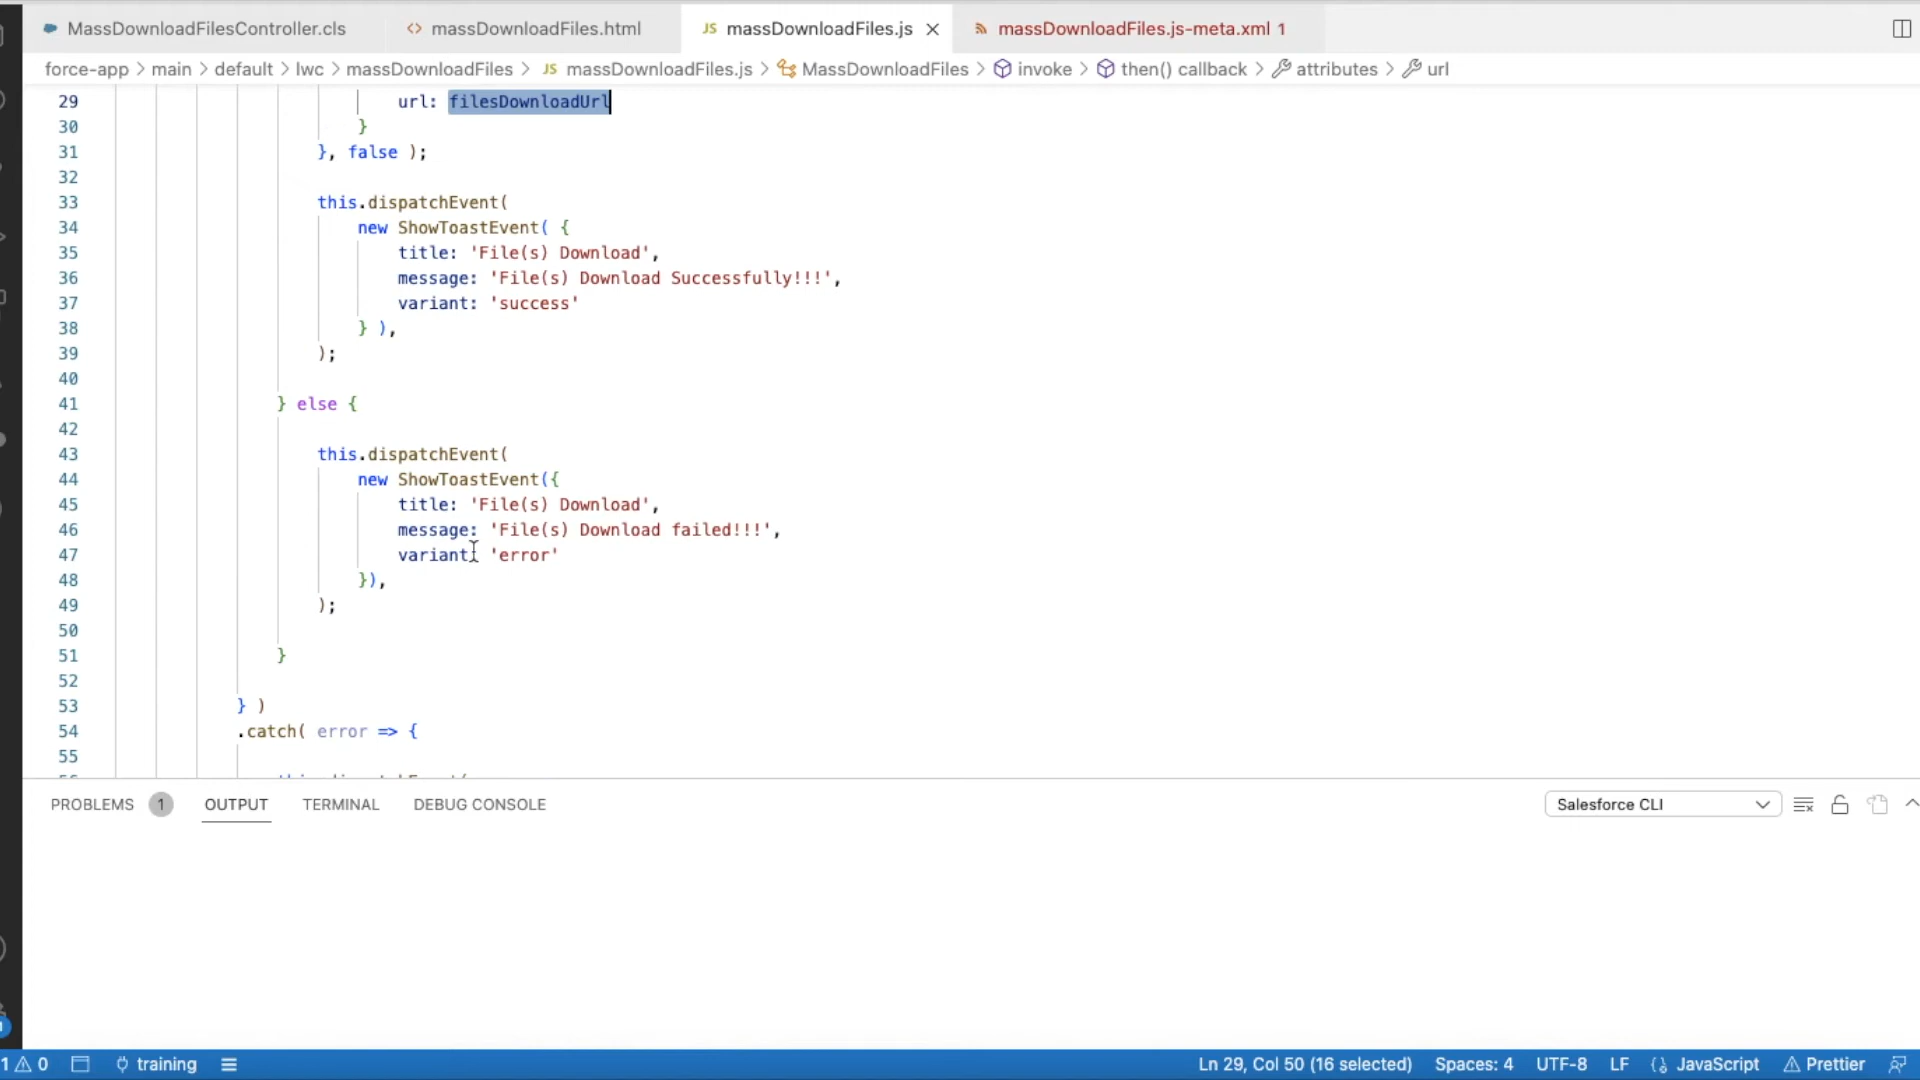 MassDownloadFilesController.cls
massDownloadFiles.html
JS massDownloadFiles.js
massDownloadFiles.js-meta.xml 1
force-app > main > default > lwc > massDownloadFiles > JS massDownloadFiles.js > MassDownloadFiles > invoke > then() callback > attributes > url
29 url: filesDownloadUrl
30 }
31 }, false );
32
33 this.dispatchEvent(
34 new ShowToastEvent( {
35 title: 'File(s) Download',
36 message: 'File(s) Download Successfully!!!',
37 variant: 'success'
38 } ),
39 );
40
41 } else {
42
43 this.dispatchEvent(
44 new ShowToastEvent({
45 title: 'File(s) Download',
46 message: 'File(s) Download failed!!!',
47 variant: 'error'
48 }),
49 );
50
51 }
52
53 } )
54 .catch( error => {
55
PROBLEMS 1 OUTPUT TERMINAL DEBUG CONSOLE
Salesforce CLI
1 0 training
Ln 29, Col 50 (16 selected) Spaces: 4 UTF-8 LF {} JavaScript Prettier